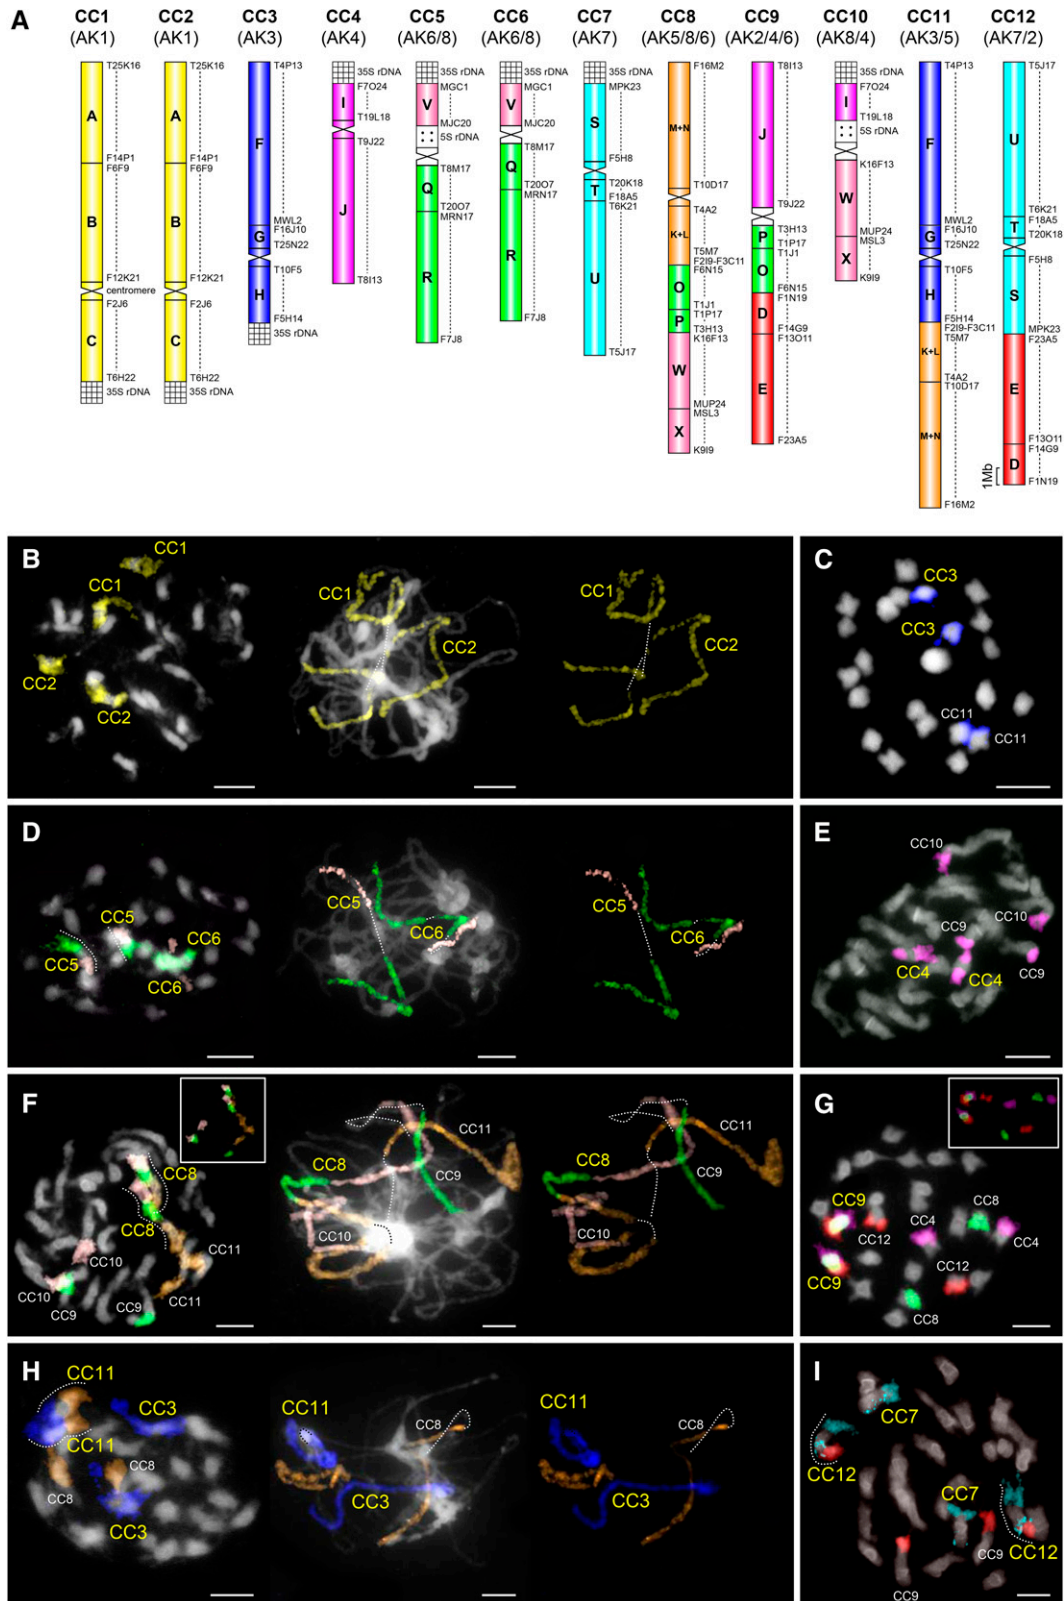 A
CC1 CC2 CC3 CC4 CC5 CC6 CC7 CC8 CC9 CC10 CC11 CC12
(AK1) (AK1) (AK3) (AK4) (AK6/8) (AK6/8) (AK7) (AK5/8/6) (AK2/4/6) (AK8/4) (AK3/5) (AK7/2)
T25K16
A
F14P1
F6F9
B
F12K21
centromere
F2J6
C
T6H22
35S rDNA
T25K16
A
F14P1
F6F9
B
F12K21
F2J6
C
T6H22
35S rDNA
T4P13
F
MWL2
F16J10
G
T25N22
T10F5
H
F5H14
35S rDNA
35S rDNA
F7O24
I
T19L18
T9J22
J
T8I13
35S rDNA
MGC1
V
MJC20
5S rDNA
T8M17
Q
T20O7
MRN17
R
F7J8
35S rDNA
MGC1
V
MJC20
T8M17
Q
T20O7
MRN17
R
F7J8
35S rDNA
MPK23
S
F5H8
T20K18
T
F18A5
T6K21
U
T5J17
F16M2
M+N
T10D17
T4A2
K+L
T5M7
F2I9-F3C11
F6N15
O
T1J1
T1P17
P
T3H13
K16F13
W
MUP24
MSL3
X
K9I9
T8I13
J
T9J22
T3H13
P
T1P17
T1J1
O
F6N15
F1N19
D
F14G9
F13O11
E
F23A5
35S rDNA
F7O24
I
T19L18
5S rDNA
K16F13
W
MUP24
MSL3
X
K9I9
T4P13
F
MWL2
F16J10
G
T25N22
T10F5
H
F5H14
F2I9-F3C11
T5M7
K+L
T4A2
T10D17
M+N
F16M2
T5J17
U
T6K21
F18A5
T
T20K18
F5H8
S
MPK23
F23A5
E
F13O11
F14G9
D
F1N19
1Mb
B
CC1
CC1
CC2
CC2
CC1
CC2
CC1
CC2
C
CC3
CC3
CC11
CC11
D
CC5
CC5
CC6
CC6
CC5
CC6
CC5
CC6
E
CC10
CC10
CC9
CC4
CC4
CC9
F
CC8
CC8
CC10
CC11
CC10
CC9
CC9
CC11
CC11
CC8
CC9
CC10
CC11
CC8
CC9
CC10
G
CC9
CC8
CC4
CC12
CC4
CC12
CC9
CC8
H
CC11
CC3
CC11
CC8
CC8
CC3
CC11
CC8
CC3
CC11
CC8
CC3
I
CC7
CC12
CC7
CC9
CC12
CC9